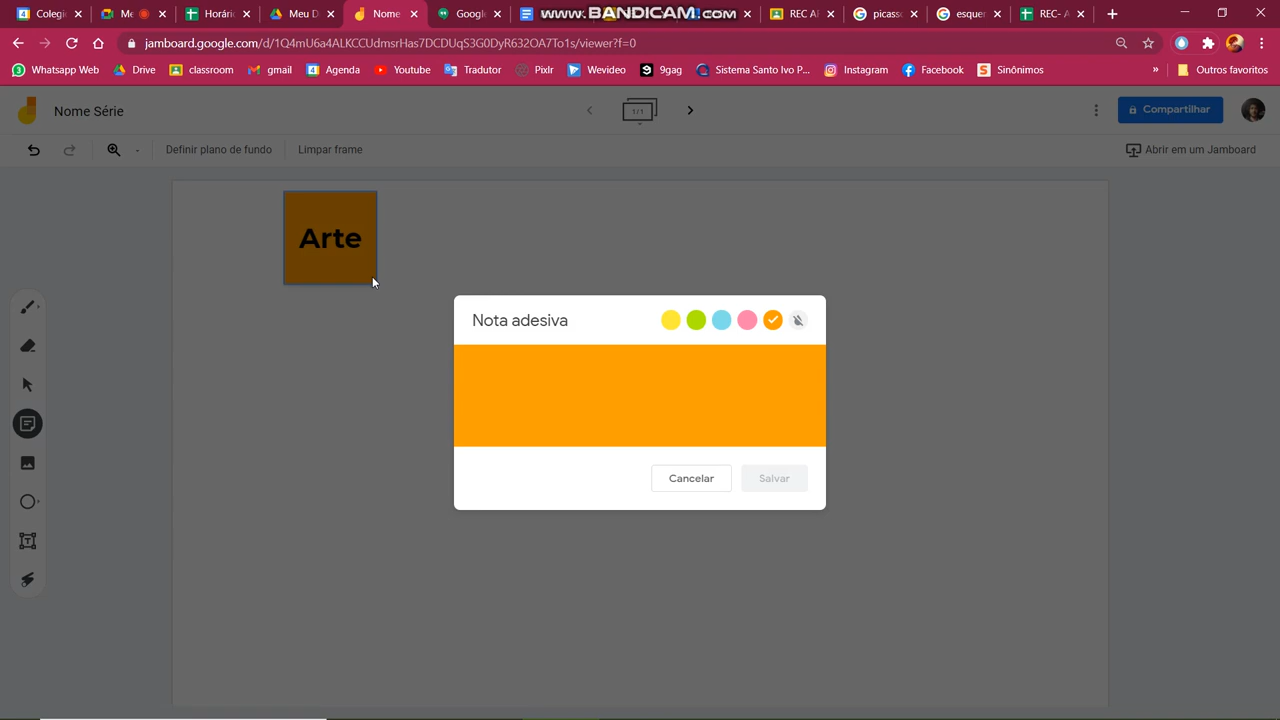 Colegi
Me
Horári
Meu D
Nome
Googl
www.BANDICAM.com
REC AF
picass
esquer
REC- A
jamboard.google.com/d/1Q4mU6a4ALKCCUdmsrHas7DCDUqS3G0DyR632OA7To1s/viewer?f=0
Whatsapp Web
Drive
classroom
gmail
Agenda
Youtube
Tradutor
Pixlr
Wevideo
9gag
Sistema Santo Ivo P...
Instagram
Facebook
Sinônimos
»
Outros favoritos
Nome Série
1/1
Compartilhar
Definir plano de fundo
Limpar frame
Abrir em um Jamboard
Arte
Nota adesiva
Cancelar
Salvar